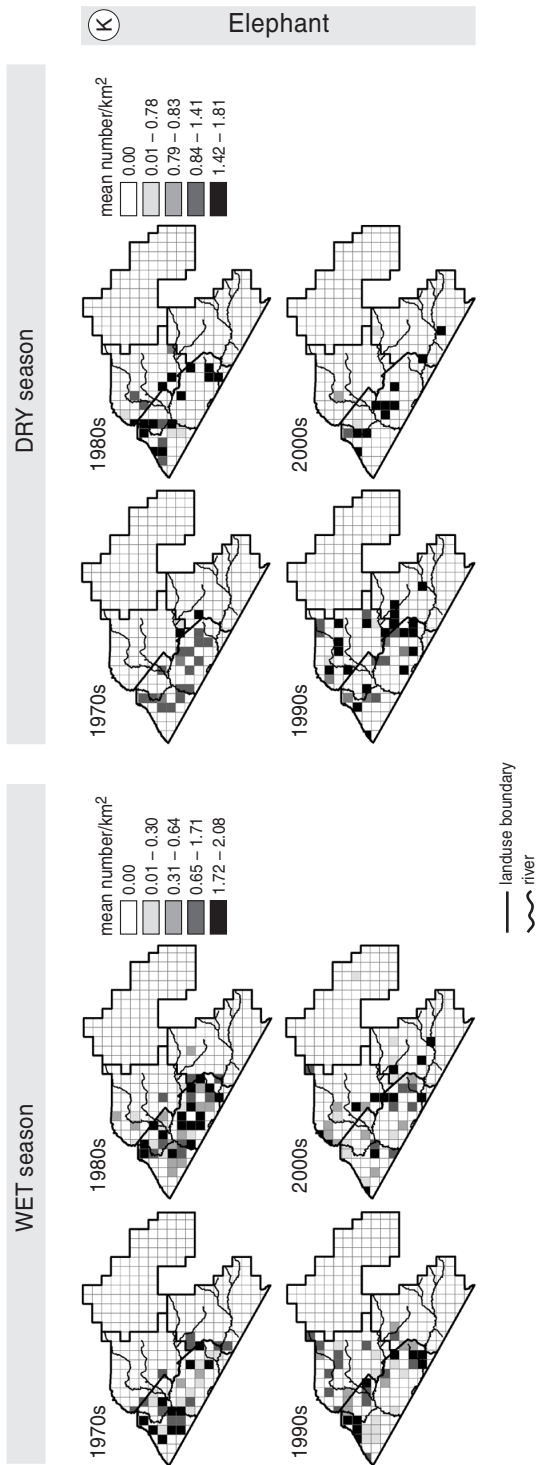 K
Elephant
WET season
1970s
1980s
mean number/km²
0.00
0.01 – 0.30
0.31 – 0.64
0.65 – 1.71
1.72 – 2.08
1990s
2000s
DRY season
1970s
1980s
mean number/km²
0.00
0.01 – 0.78
0.79 – 0.83
0.84 – 1.41
1.42 – 1.81
1990s
2000s
landuse boundary
river